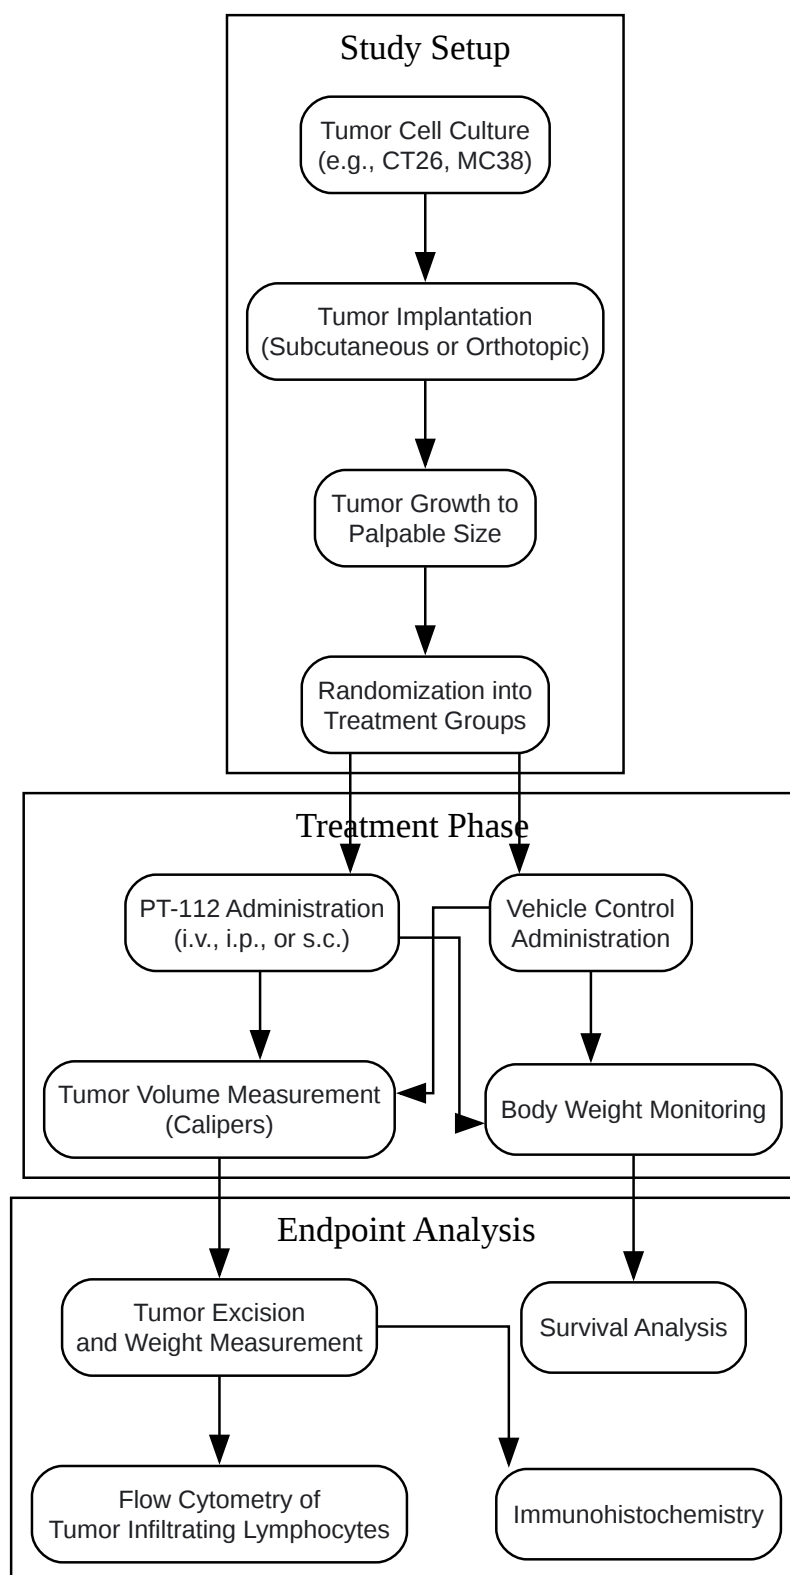 Study Setup
Tumor Cell Culture
(e.g., CT26, MC38)
Tumor Implantation
(Subcutaneous or Orthotopic)
Tumor Growth to
Palpable Size
Randomization into
Treatment Groups
Treatment Phase
PT-112 Administration
(i.v., i.p., or s.c.)
Vehicle Control
Administration
Tumor Volume Measurement
(Calipers)
Body Weight Monitoring
Endpoint Analysis
Tumor Excision
and Weight Measurement
Survival Analysis
Flow Cytometry of
Tumor Infiltrating Lymphocytes
Immunohistochemistry